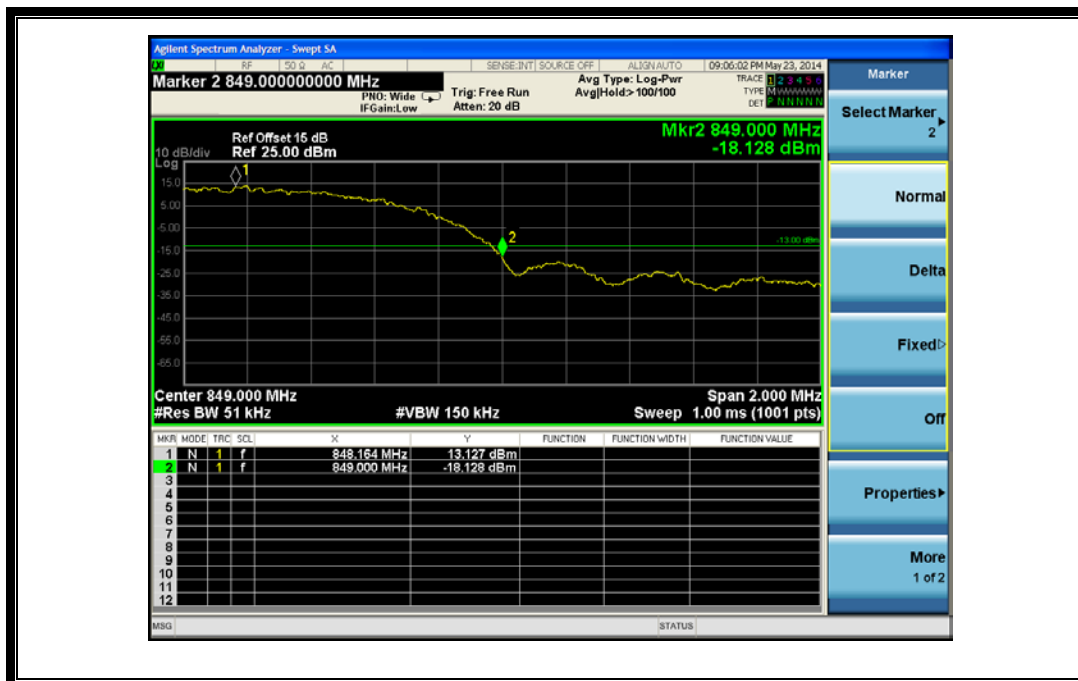 Agilent Spectrum Analyzer - Swept SA
RF 50 Ω AC SENSE:INT SOURCE OFF ALIGN AUTO 09:06:02 PM May 23, 2014
Marker 2 849.000000000 MHz
PNO: Wide
IFGain:Low
Trig: Free Run
Atten: 20 dB
Avg Type: Log-Pwr
Avg|Hold:> 100/100
TRACE 1 2 3 4 5 6
TYPE MWWWWW
DET P N N N N N
Mkr2 849.000 MHz
-18.128 dBm
Ref Offset 15 dB
10 dB/div Ref 25.00 dBm
Log
15.0
5.00
-5.00
-15.0
-25.0
-35.0
-45.0
-55.0
-65.0
1
2
-13.00 dBm
Center 849.000 MHz Span 2.000 MHz
#Res BW 51 kHz #VBW 150 kHz Sweep 1.00 ms (1001 pts)
MKR MODE TRC SCL X Y FUNCTION FUNCTION WIDTH FUNCTION VALUE
1 N 1 f 848.164 MHz 13.127 dBm
2 N 1 f 849.000 MHz -18.128 dBm
3
4
5
6
7
8
9
10
11
12
MSG STATUS
Marker
Select Marker
2
Normal
Delta
Fixed
Off
Properties
More
1 of 2